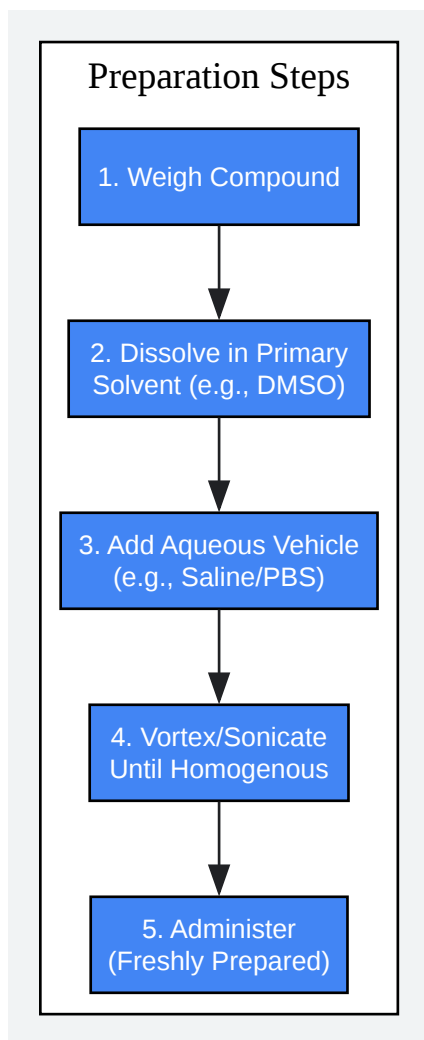 Preparation Steps
1. Weigh Compound
2. Dissolve in Primary
Solvent (e.g., DMSO)
3. Add Aqueous Vehicle
(e.g., Saline/PBS)
4. Vortex/Sonicate
Until Homogenous
5. Administer
(Freshly Prepared)